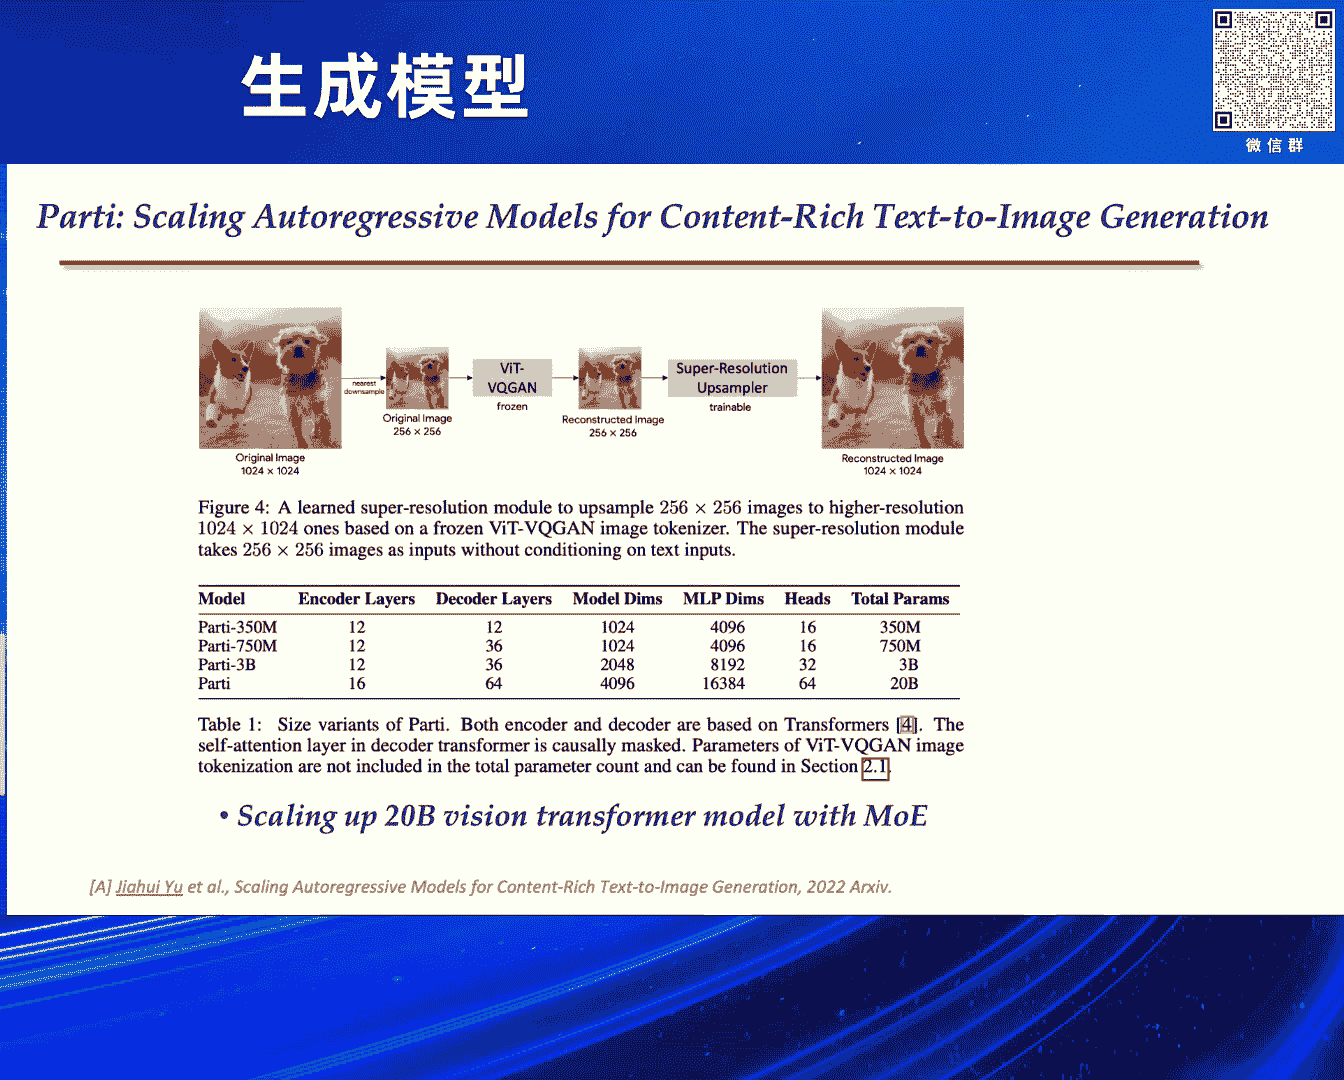 生成模型
微信群
Parti: Scaling Autoregressive Models for Content-Rich Text-to-Image Generation
nearest
downsample
Original Image
256 × 256
ViT-
VQGAN
frozen
Reconstructed Image
256 × 256
Super-Resolution
Upsampler
trainable
Original Image
1024 × 1024
Reconstructed Image
1024 × 1024
Figure 4: A learned super-resolution module to upsample 256 × 256 images to higher-resolution
1024 × 1024 ones based on a frozen ViT-VQGAN image tokenizer. The super-resolution module
takes 256 × 256 images as inputs without conditioning on text inputs.
Model Encoder Layers Decoder Layers Model Dims MLP Dims Heads Total Params
Parti-350M 12 12 1024 4096 16 350M
Parti-750M 12 36 1024 4096 16 750M
Parti-3B 12 36 2048 8192 32 3B
Parti 16 64 4096 16384 64 20B
Table 1: Size variants of Parti. Both encoder and decoder are based on Transformers [4]. The
self-attention layer in decoder transformer is causally masked. Parameters of ViT-VQGAN image
tokenization are not included in the total parameter count and can be found in Section 2.1.
• Scaling up 20B vision transformer model with MoE
[A] Jiahui Yu et al., Scaling Autoregressive Models for Content-Rich Text-to-Image Generation, 2022 Arxiv.